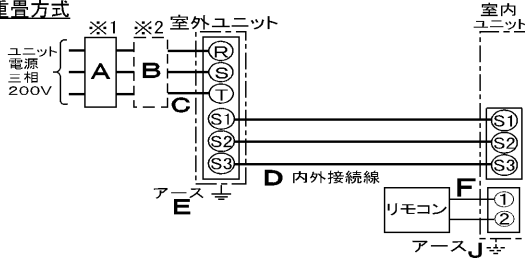 重畳方式
※1 ※2 室外ユニット 室内
ユニット
ユニット
電源
三相
200V
A B C
R
S
T
S1 S1
S2 S2
S3 S3
D 内外接続線
アース
E
F
リモコン ① ②
アース J